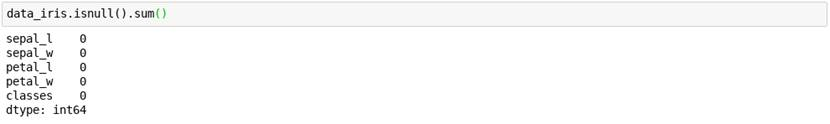 data_iris.isnull().sum()
sepal_l    0
sepal_w    0
petal_l    0
petal_w    0
classes    0
dtype: int64